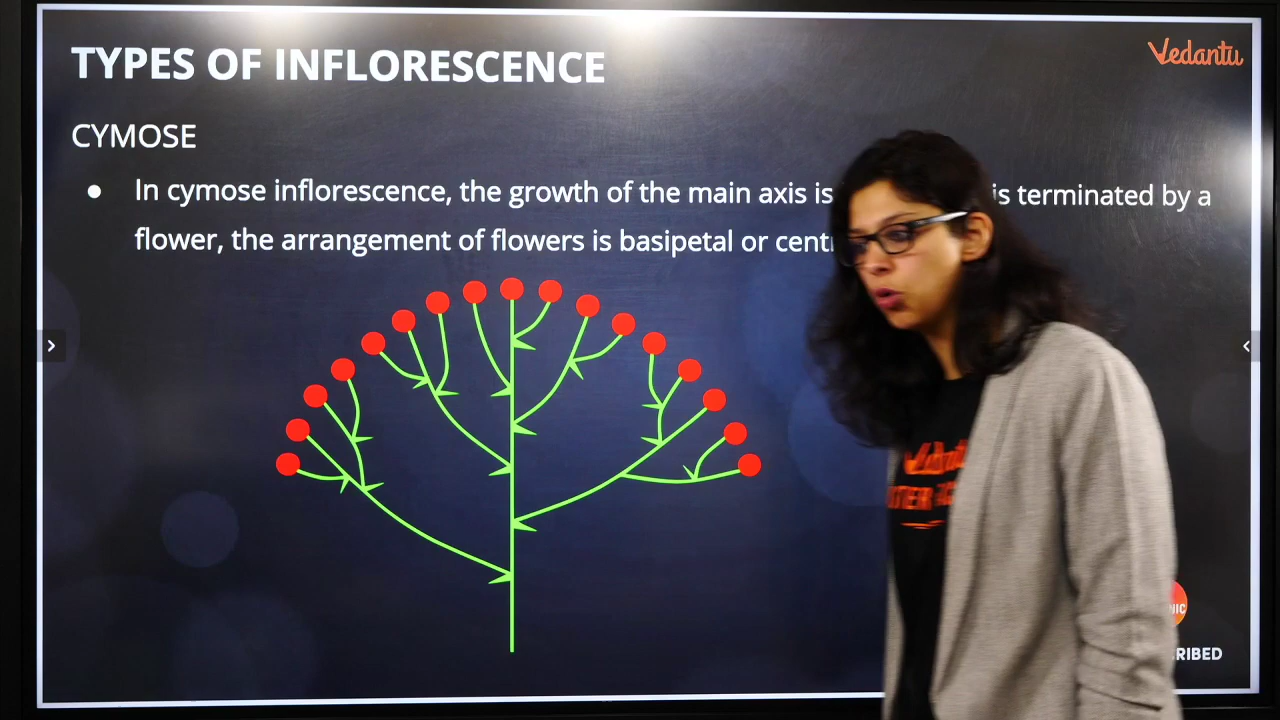 TYPES OF INFLORESCENCE
Vedantu
CYMOSE
● In cymose inflorescence, the growth of the main axis is is terminated by a
flower, the arrangement of flowers is basipetal or